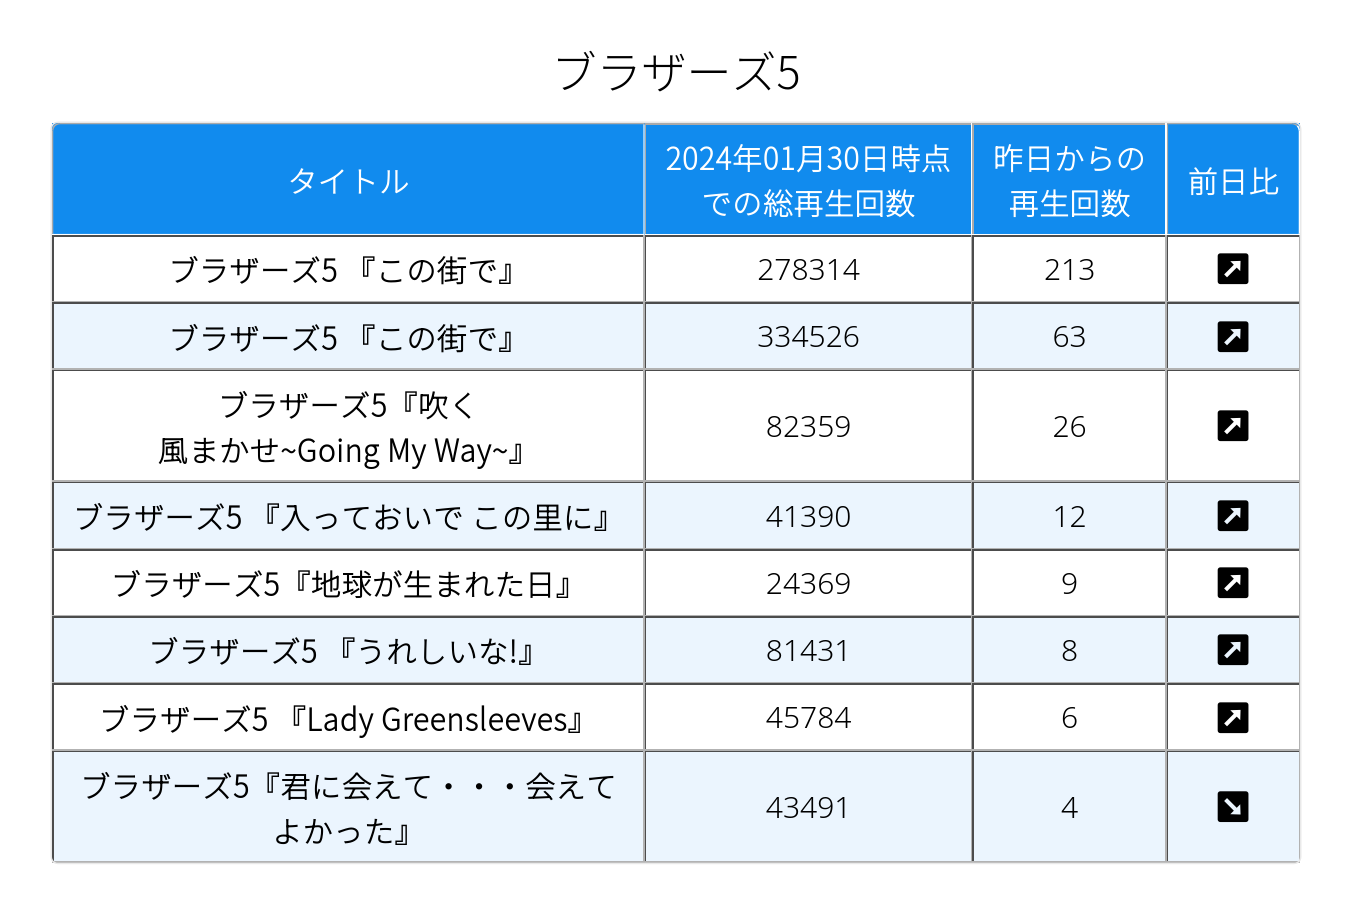 ブラザーズ5
タイトル
2024年01月30日時点
での総再生回数
昨日からの
再生回数
前日比
ブラザーズ5 『この街で』
278314
213
ブラザーズ5 『この街で』
334526
63
ブラザーズ5『吹く
風まかせ~Going My Way~』
82359
26
ブラザーズ5 『入っておいで この里に』
41390
12
ブラザーズ5『地球が生まれた日』
24369
9
ブラザーズ5 『うれしいな!』
81431
8
ブラザーズ5 『Lady Greensleeves』
45784
6
ブラザーズ5『君に会えて・・・会えて
よかった』
43491
4